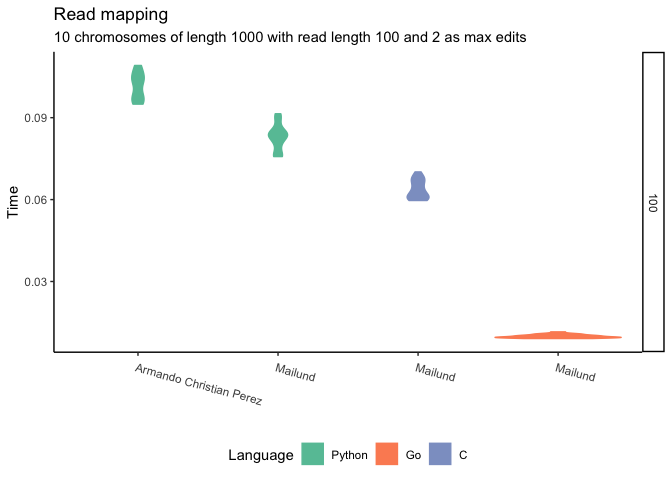 Read mapping
10 chromosomes of length 1000 with read length 100 and 2 as max edits
0.09
0.06
0.03
Time
100
Armando Christian Perez
Mailund
Mailund
Mailund
Language Python Go C